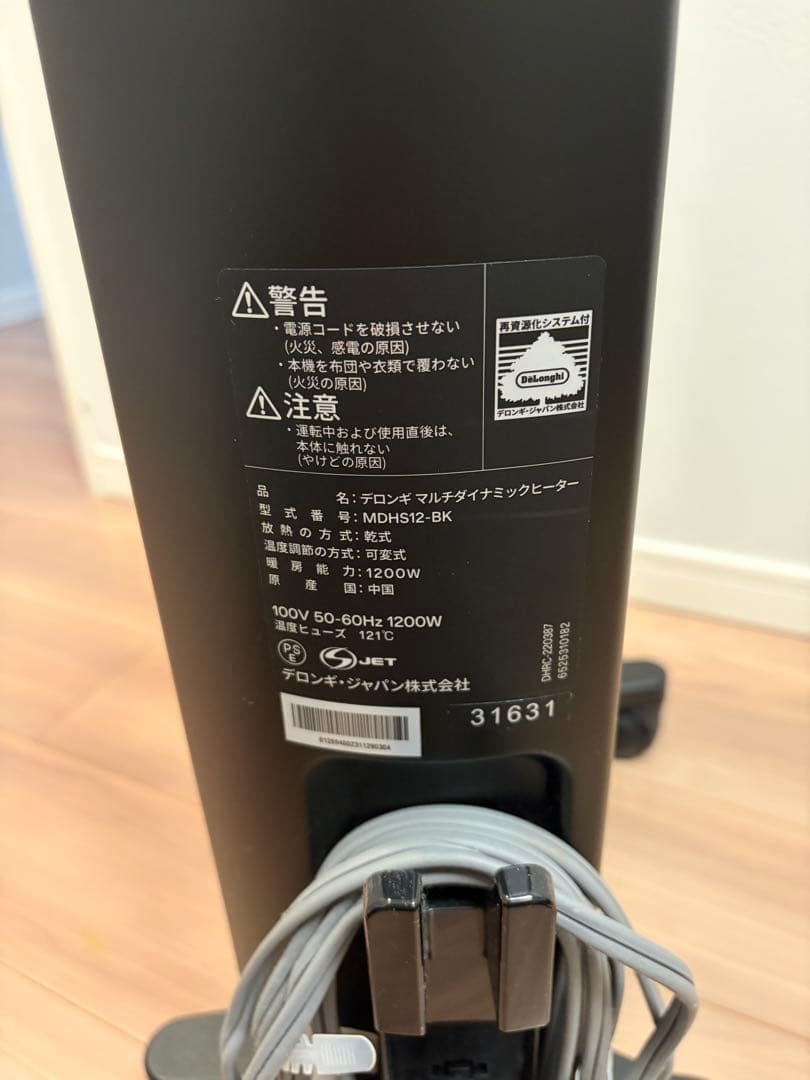 警告
・電源コードを破損させない
(火災、感電の原因)
・本機を布団や衣類で覆わない
(火災の原因)
注意
・運転中および使用直後は、
本体に触れない
(やけどの原因)
再資源化システム付
DeLonghi
デロンギ・ジャパン株式会社
品名:デロンギ マルチダイナミックヒーター
型式番号:MDHS12-BK
放熱の方式:乾式
温度調節の方式:可変式
暖房能力:1200W
原産国:中国
100V 50-60Hz 1200W
温度ヒューズ 121℃
PSE
JET
デロンギ・ジャパン株式会社
DHRC-220387
6525310182
31631